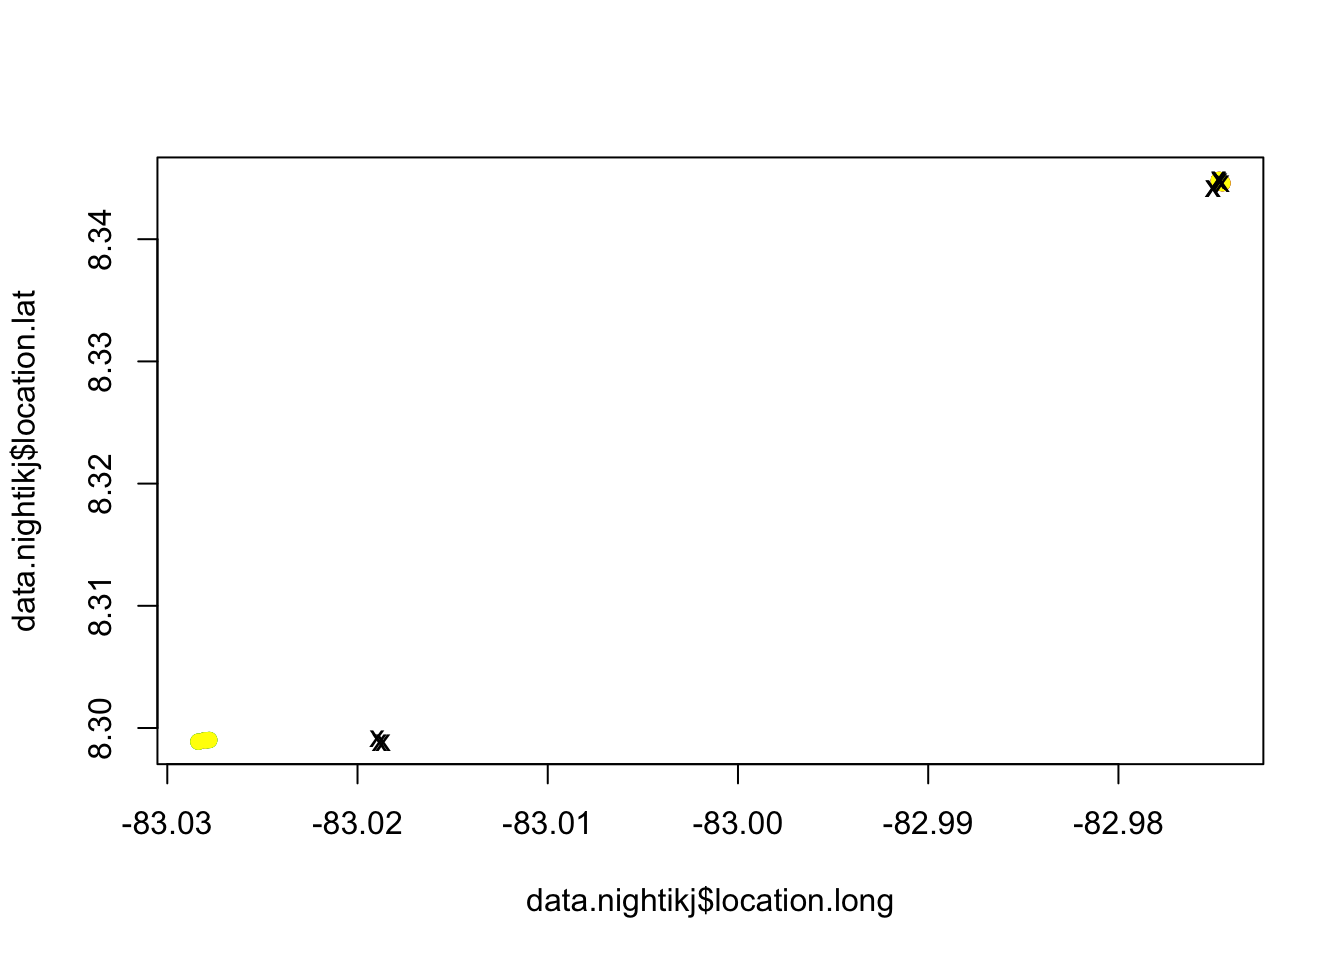 data.nightikj$location.lat
8.34
8.33
8.32
8.31
8.30
x x x
x x x
-83.03 -83.02 -83.01 -83.00 -82.99 -82.98
data.nightikj$location.long